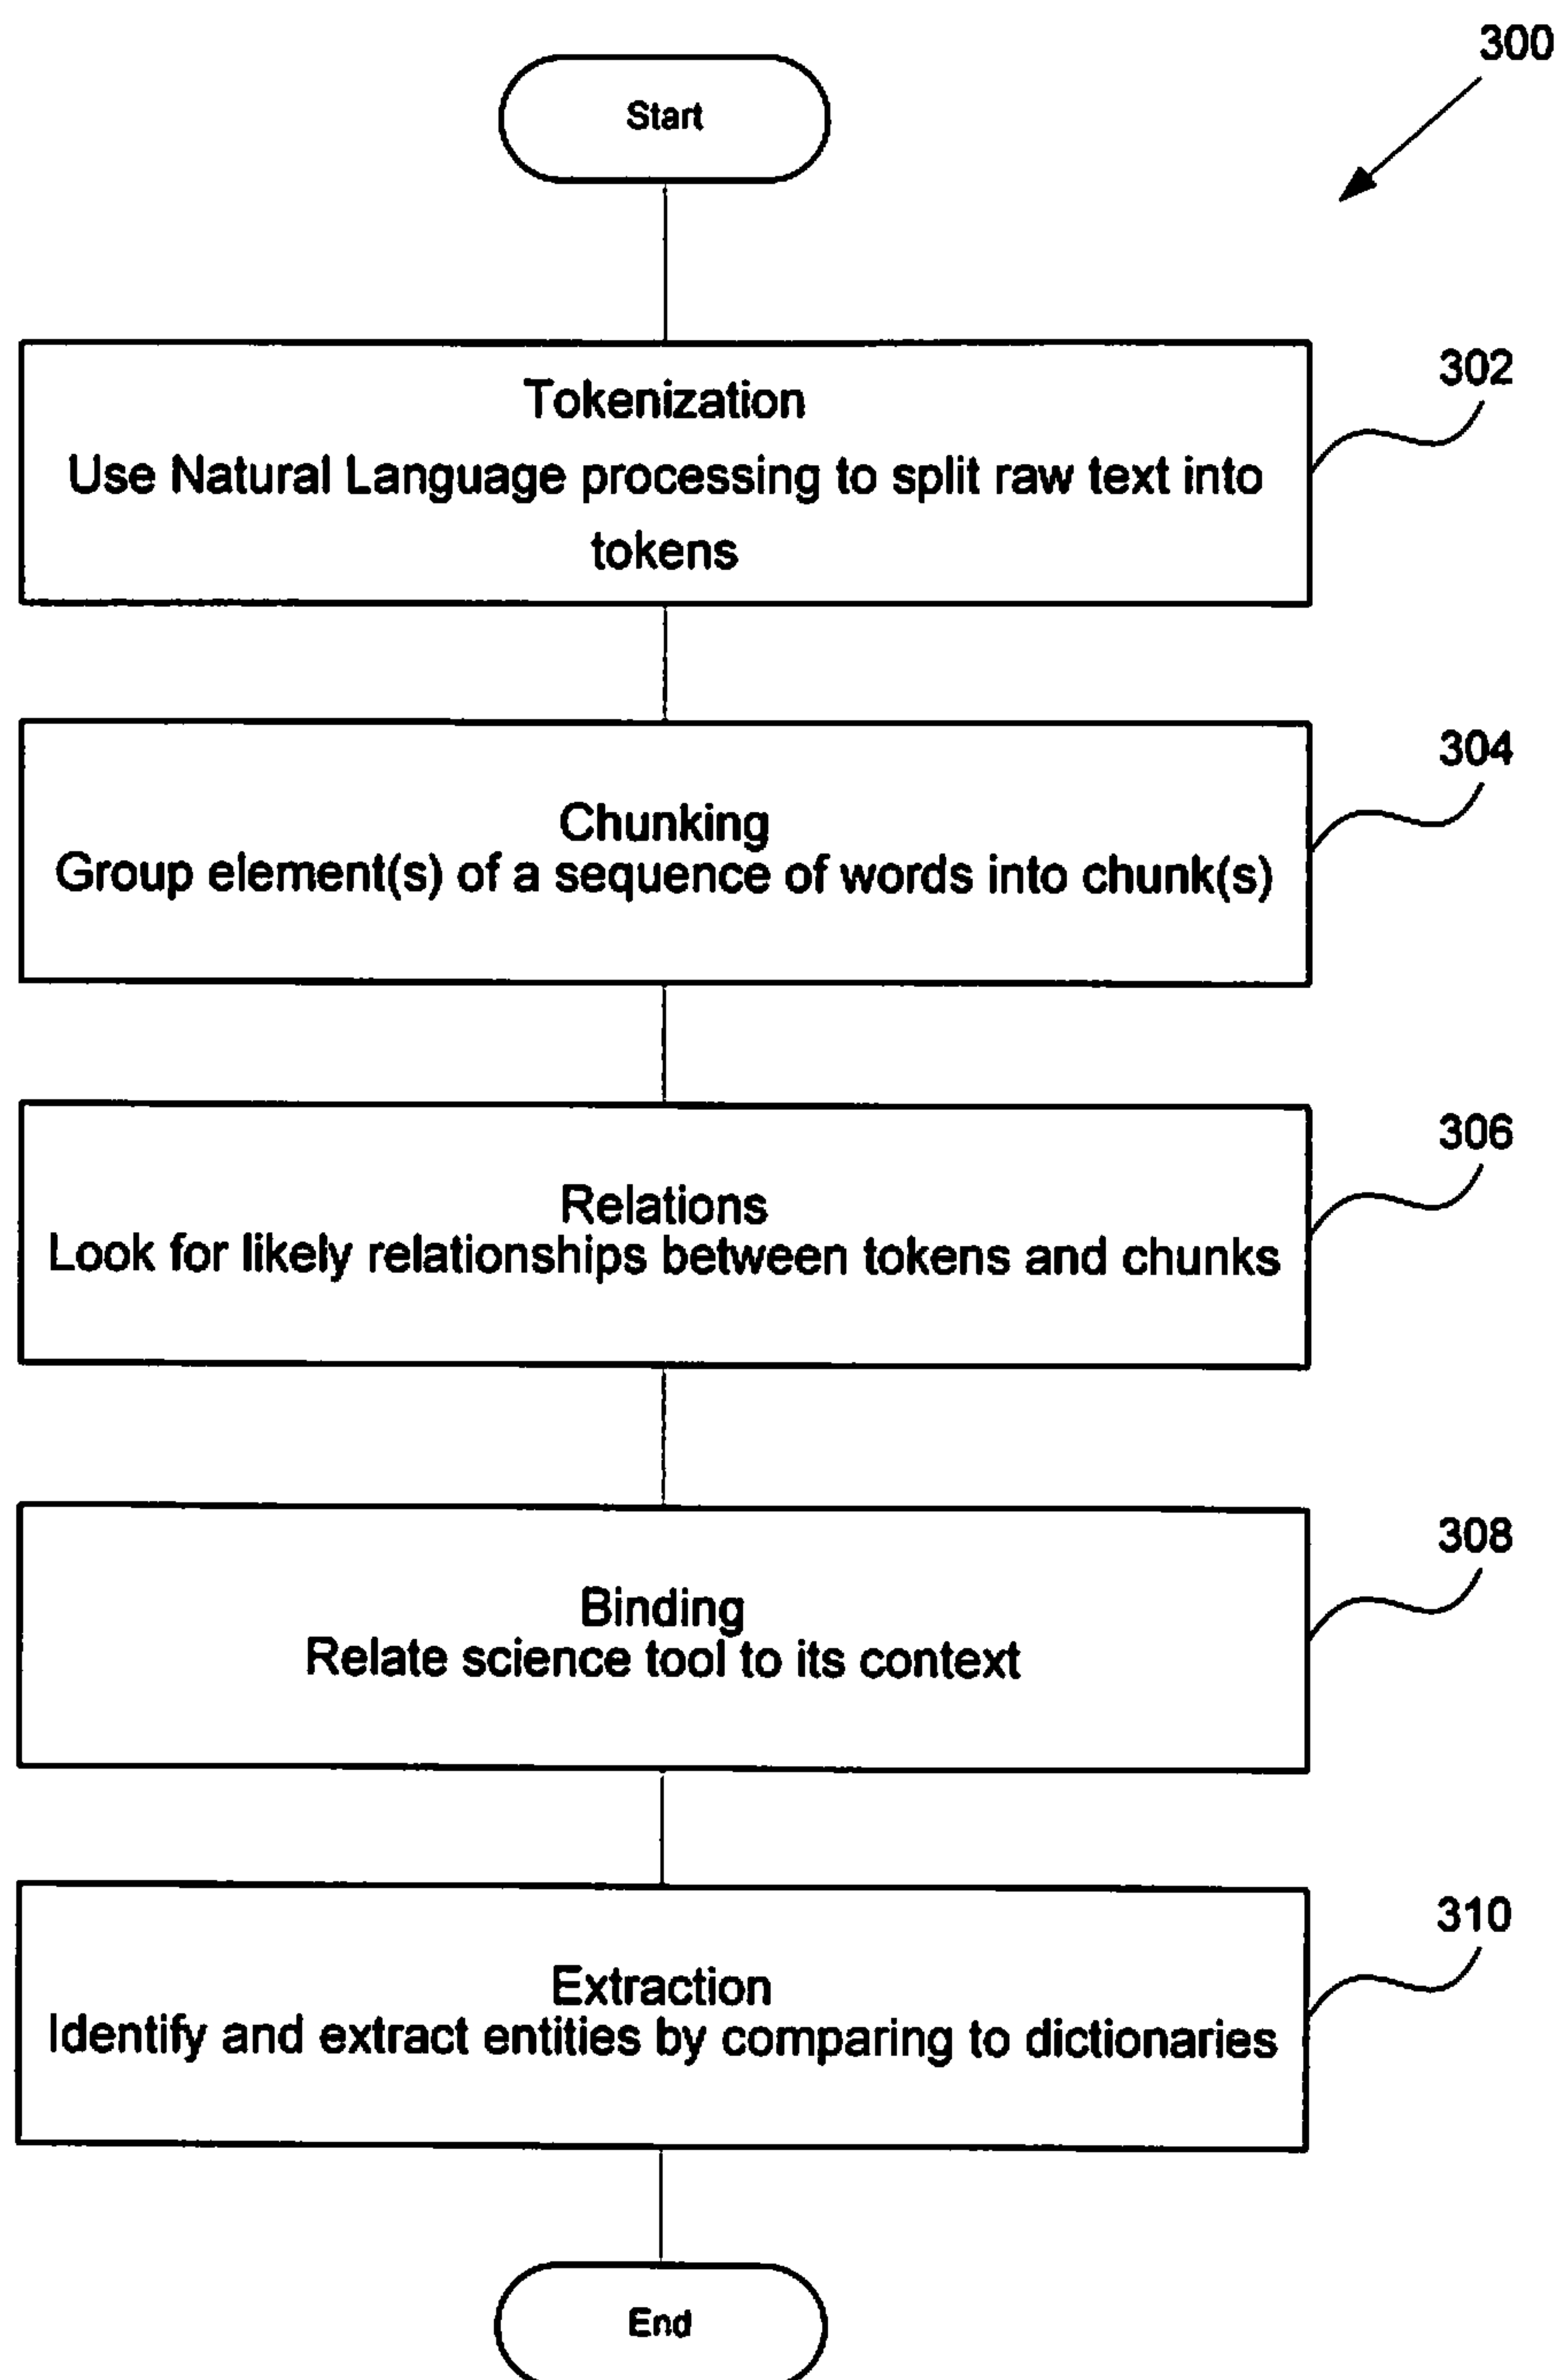 300
Start
302
Tokenization
Use Natural Language processing to split raw text into
tokens
304
Chunking
Group element(s) of a sequence of words into chunk(s)
306
Relations
Look for likely relationships between tokens and chunks
308
Binding
Relate science tool to its context
310
Extraction
Identify and extract entities by comparing to dictionaries
End